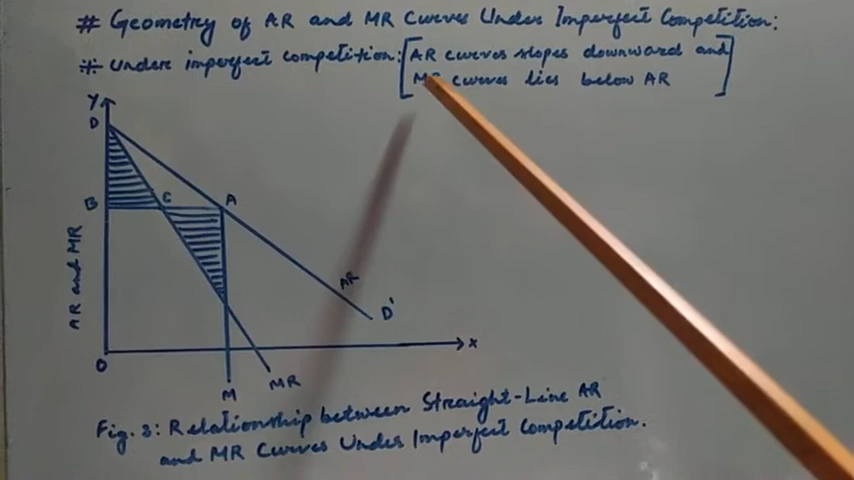 # Geometry of AR and MR Curves Under Imperfect Competition:
* Under imperfect competition: [AR curves slopes downward and
MR curves lies below AR]
Y
D
B
C
A
AR and MR
AR
D'
O
X
M
MR
Fig. 3: Relationship between Straight-Line AR
and MR Curves Under Imperfect Competition.